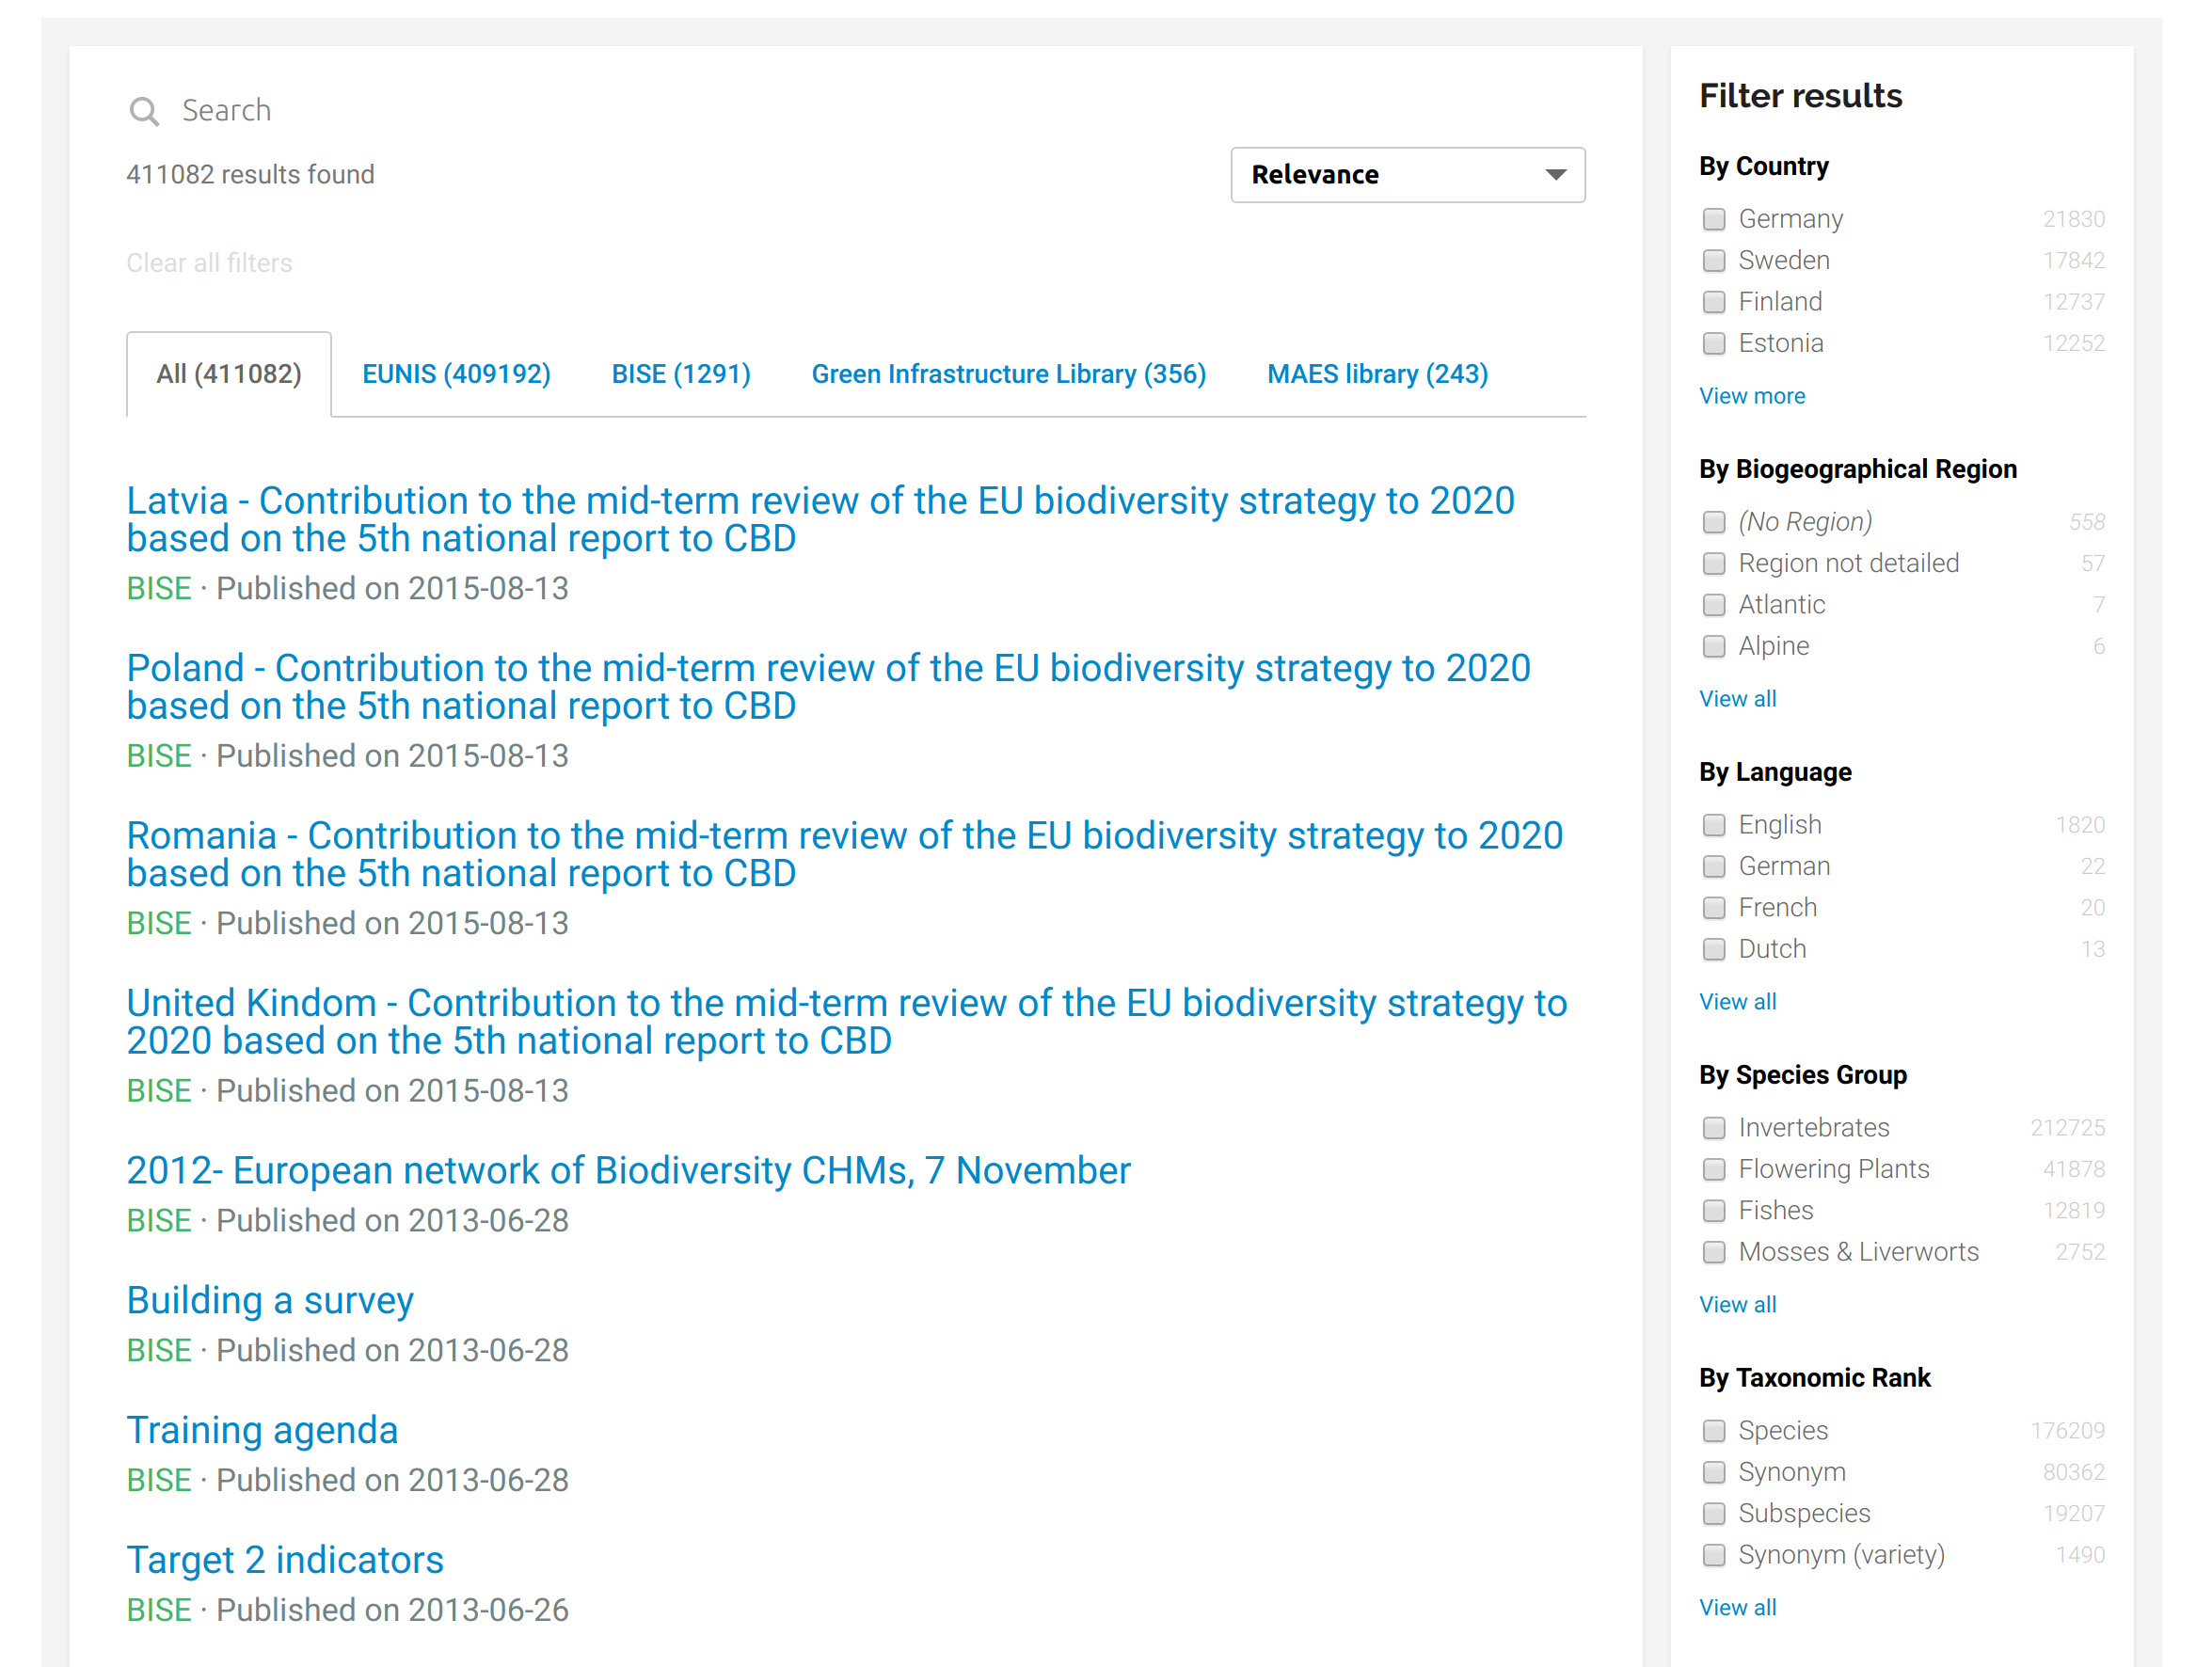 Search
411082 results found
Relevance
Clear all filters
All (411082)
EUNIS (409192)
BISE (1291)
Green Infrastructure Library (356)
MAES library (243)
Latvia - Contribution to the mid-term review of the EU biodiversity strategy to 2020
based on the 5th national report to CBD
BISE · Published on 2015-08-13
Poland - Contribution to the mid-term review of the EU biodiversity strategy to 2020
based on the 5th national report to CBD
BISE · Published on 2015-08-13
Romania - Contribution to the mid-term review of the EU biodiversity strategy to 2020
based on the 5th national report to CBD
BISE · Published on 2015-08-13
United Kindom - Contribution to the mid-term review of the EU biodiversity strategy to
2020 based on the 5th national report to CBD
BISE · Published on 2015-08-13
2012- European network of Biodiversity CHMs, 7 November
BISE · Published on 2013-06-28
Building a survey
BISE · Published on 2013-06-28
Training agenda
BISE · Published on 2013-06-28
Target 2 indicators
BISE · Published on 2013-06-26
Filter results
By Country
Germany 21830
Sweden 17842
Finland 12737
Estonia 12252
View more
By Biogeographical Region
(No Region) 558
Region not detailed 57
Atlantic 7
Alpine 6
View all
By Language
English 1820
German 22
French 20
Dutch 13
View all
By Species Group
Invertebrates 212725
Flowering Plants 41878
Fishes 12819
Mosses & Liverworts 2752
View all
By Taxonomic Rank
Species 176209
Synonym 80362
Subspecies 19207
Synonym (variety) 1490
View all